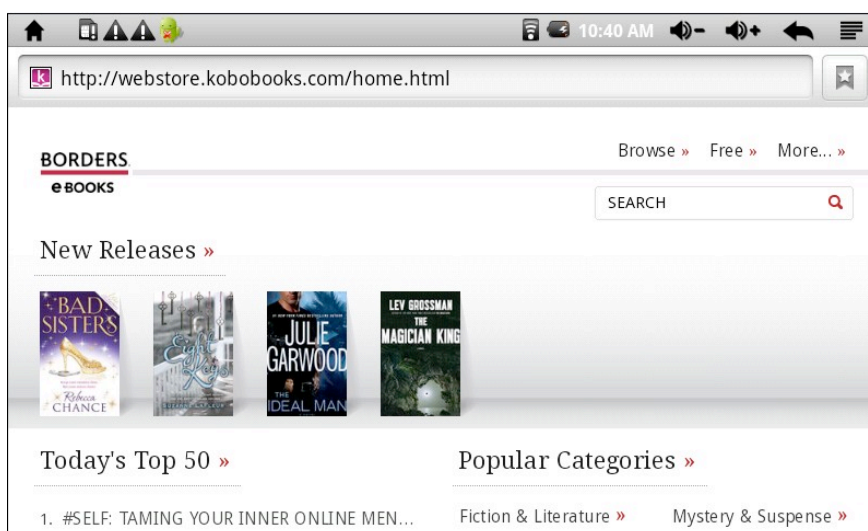 10:40 AM
http://webstore.kobobooks.com/home.html
BORDERS.
e BOOKS
Browse » Free » More... »
SEARCH
New Releases »
BAD
SISTERS
Rebecca
CHANCE
Eight
Keys
JULIE
GARWOOD
THE
IDEAL MAN
LEV GROSSMAN
THE
MAGICIAN KING
Today's Top 50 »
Popular Categories »
1. #SELF: TAMING YOUR INNER ONLINE MEN...
Fiction & Literature » Mystery & Suspense »